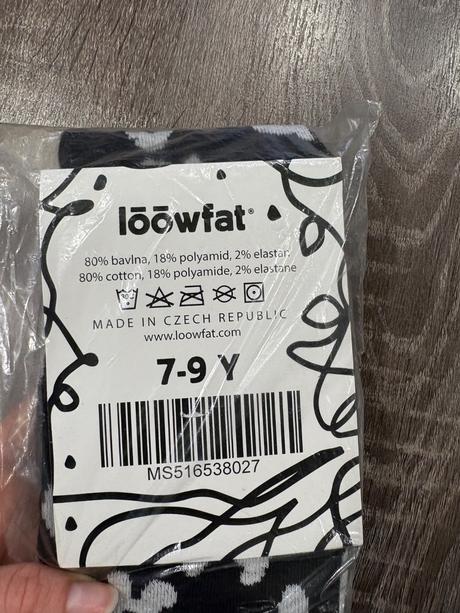 lōōwfat®
80% bavlna, 18% polyamid, 2% elastan
80% cotton, 18% polyamide, 2% elastane
MADE IN CZECH REPUBLIC
www.loowfat.com
7-9 Y
MS516538027